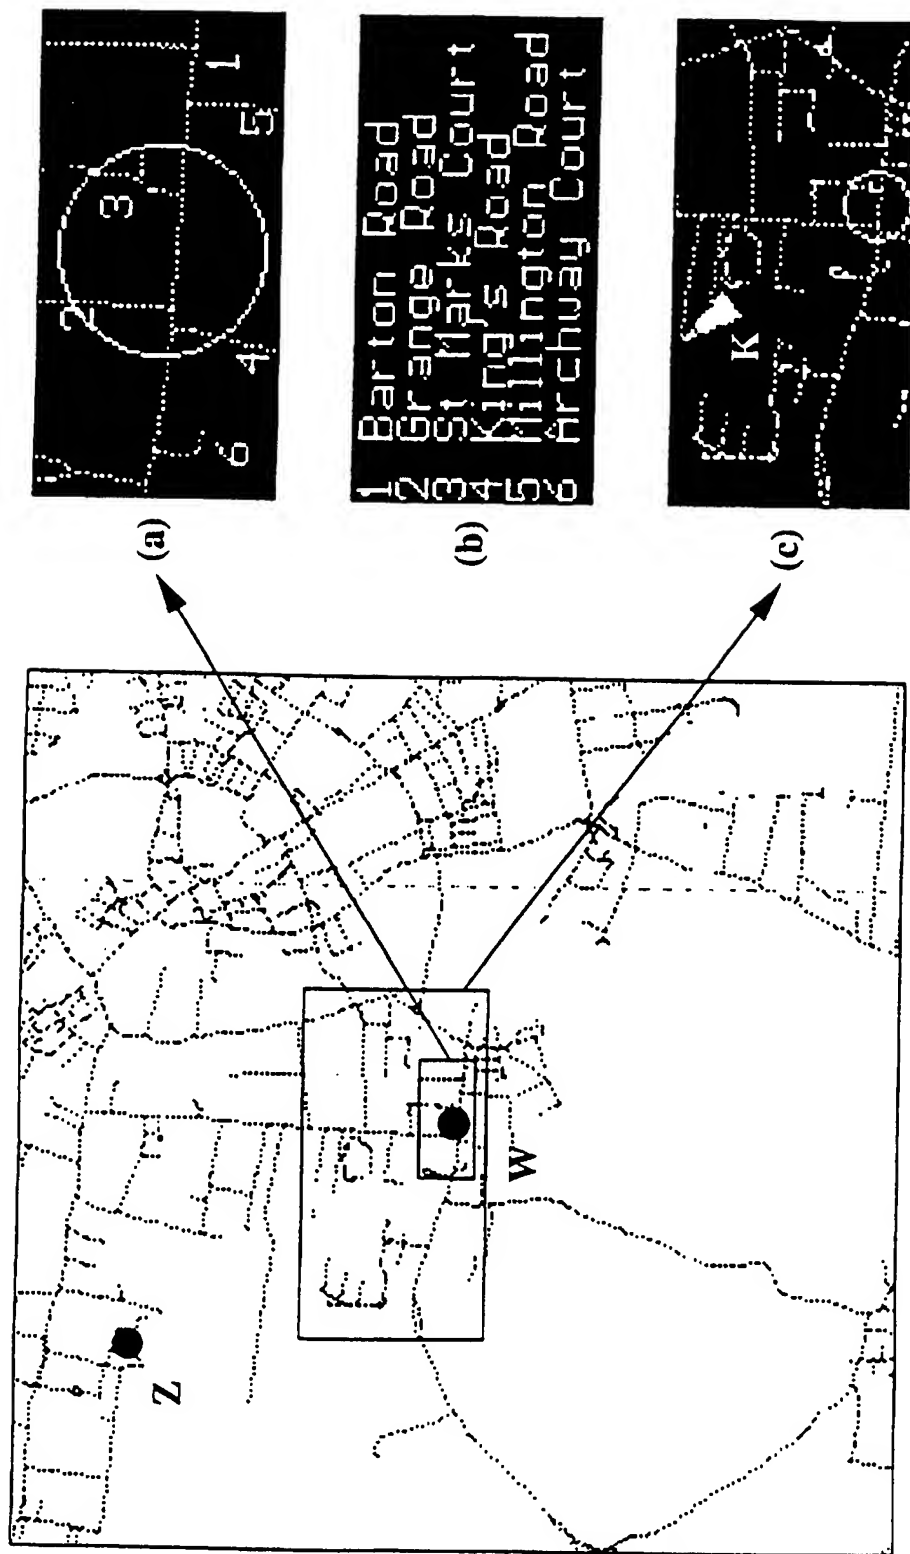 1
2
3
4
5
6
(a)
1 Barton Road
2 Grange Road
3 St Marks Court
4 King's Road
5 Millington Road
6 Archway Court
(b)
K
(c)
W
Z